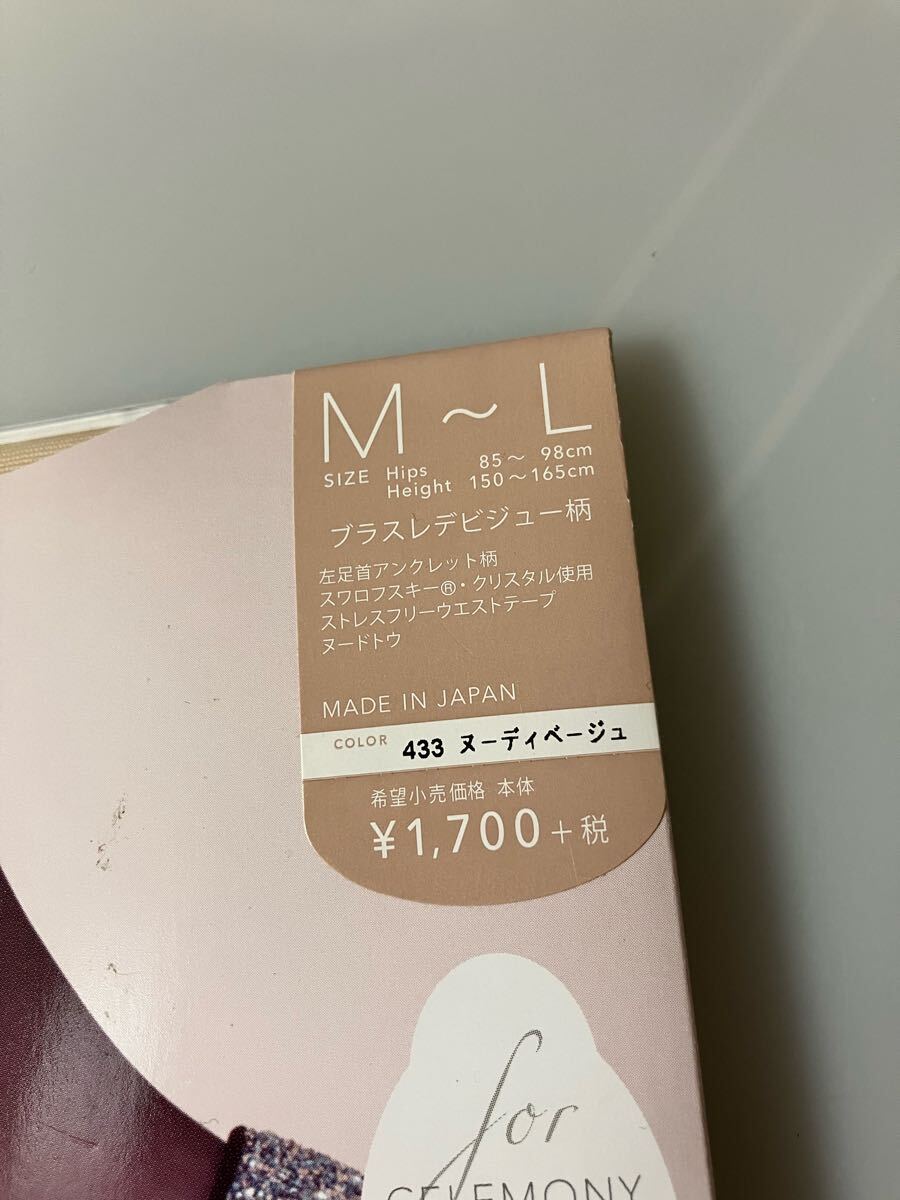 M～L
SIZE Hips 85～ 98cm
Height 150～165cm
ブラスレデビジュー柄
左足首アンクレット柄
スワロフスキー®・クリスタル使用
ストレスフリーウエストテープ
ヌードトウ
MADE IN JAPAN
COLOR 433 ヌーディベージュ
希望小売価格 本体
¥1,700+税
for
CELEMONY